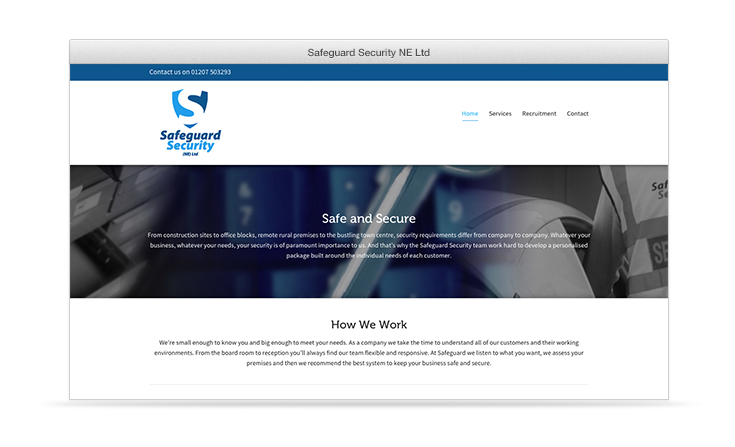 Safeguard Security NE Ltd
Contact us on 01207 503293
Safeguard
Security
(NE) Ltd
Home Services Recruitment Contact
Safe and Secure
From construction sites to office blocks, remote rural premises to the bustling town centre, security requirements differ from company to company. Whatever your
business, whatever your needs, your security is of paramount importance to us. And that's why the Safeguard Security team work hard to develop a personalised
package built around the individual needs of each customer.
How We Work
We're small enough to know you and big enough to meet your needs. As a company we take the time to understand all of our customers and their working
environments. From the board room to reception you'll always find our team flexible and responsive. At Safeguard we listen to what you want, we assess your
premises and then we recommend the best system to keep your business safe and secure.